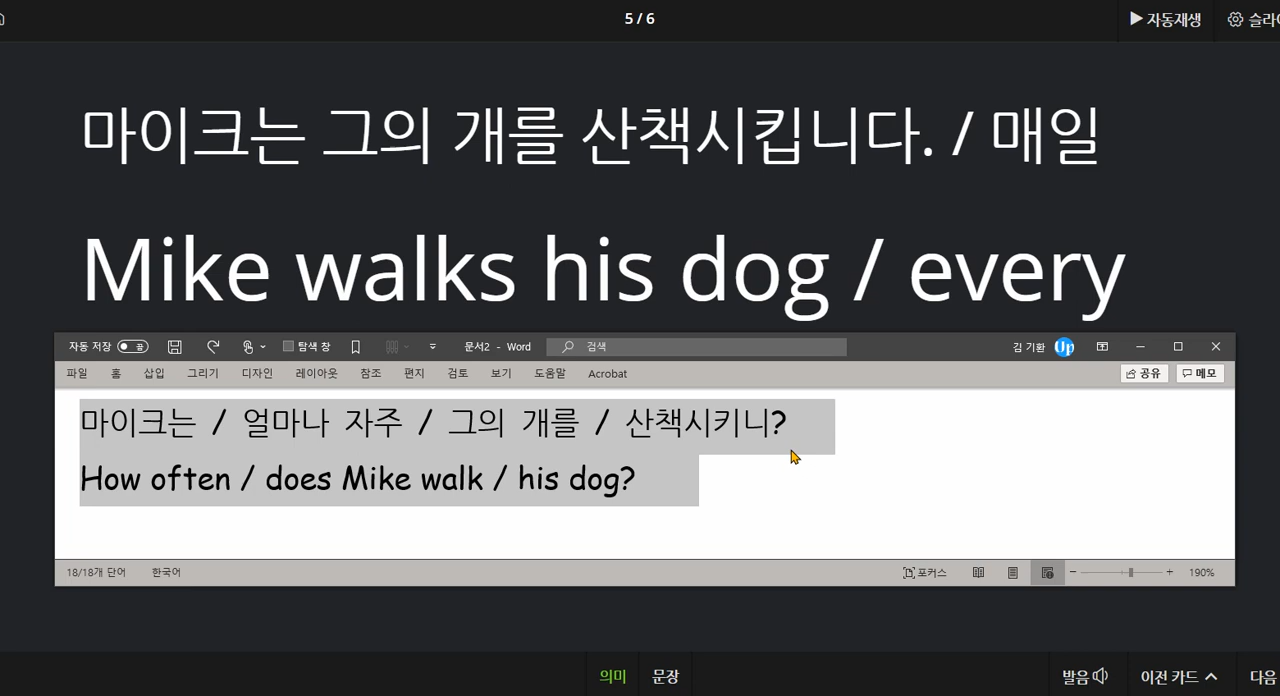 5 / 6
자동재생
슬라이
마이크는 그의 개를 산책시킵니다. / 매일
Mike walks his dog / every
자동 저장 끔 탐색 창 문서2 - Word 검색 김 기환 Up
파일 홈 삽입 그리기 디자인 레이아웃 참조 편지 검토 보기 도움말 Acrobat 공유 메모
마이크는 / 얼마나 자주 / 그의 개를 / 산책시키니?
How often / does Mike walk / his dog?
18/18개 단어 한국어 포커스 190%
의미 문장 발음 이전 카드 다음